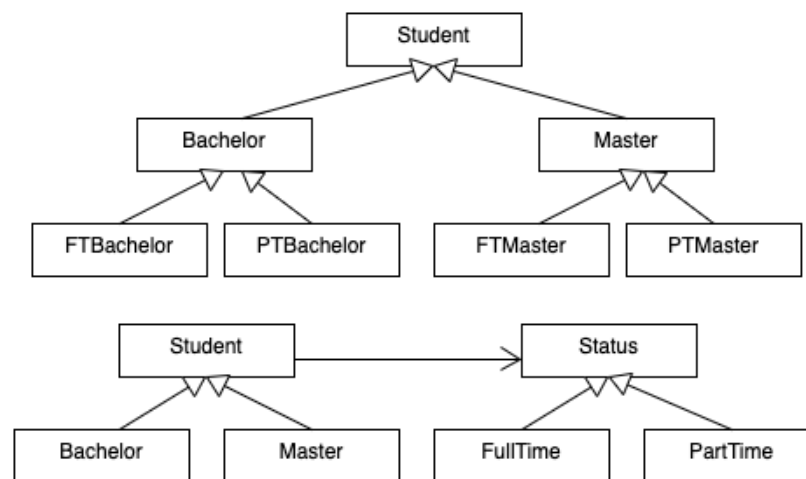 Student
Bachelor
Master
FTBachelor
PTBachelor
FTMaster
PTMaster
Student
Status
Bachelor
Master
FullTime
PartTime